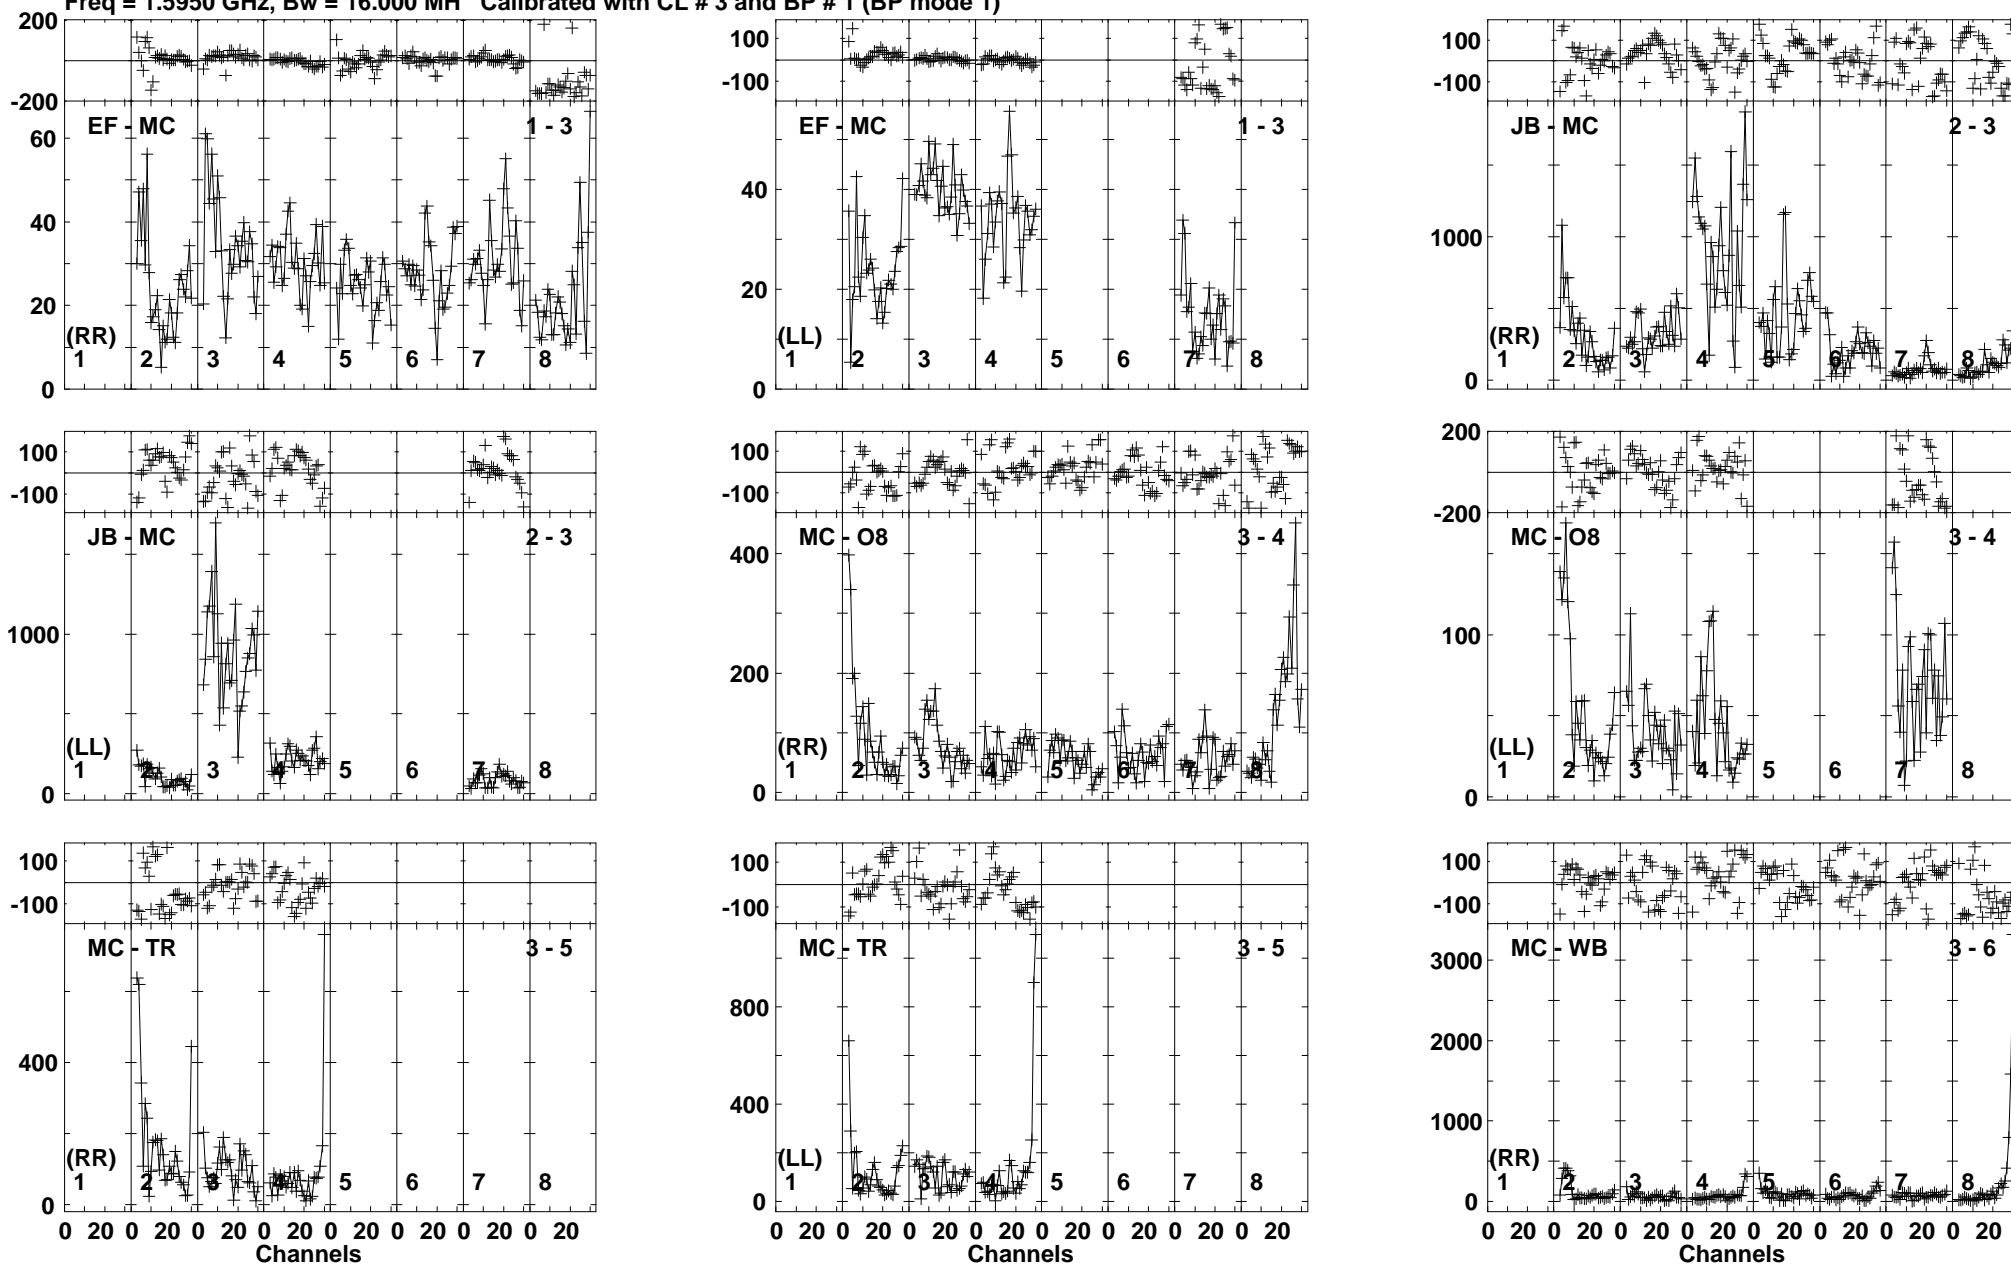 Freq = 1.5950 GHz, Bw = 16.000 MH Calibrated with CL # 3 and BP # 1 (BP mode 1)
200
-200
EF - MC 1 - 3
60
40
20
0
(RR)
1 2 3 4 5 6 7 8
100
-100
EF - MC 1 - 3
40
20
0
(LL)
1 2 3 4 5 6 7 8
100
-100
JB - MC 2 - 3
1000
0
(RR)
1 2 3 4 5 6 7 8
100
-100
JB - MC 2 - 3
1000
0
(LL)
1 2 3 4 5 6 7 8
100
-100
MC - O8 3 - 4
400
200
0
(RR)
1 2 3 4 5 6 7 8
200
-200
MC - O8 3 - 4
100
0
(LL)
1 2 3 4 5 6 7 8
100
-100
MC - TR 3 - 5
400
0
(RR)
1 2 3 4 5 6 7 8
0 20 0 20 0 20 0 20 0 20 0 20 0 20 0 20
Channels
100
-100
MC - TR 3 - 5
800
400
0
(LL)
1 2 3 4 5 6 7 8
0 20 0 20 0 20 0 20 0 20 0 20 0 20 0 20
Channels
100
-100
MC - WB 3 - 6
3000
2000
1000
0
(RR)
1 2 3 4 5 6 7 8
0 20 0 20 0 20 0 20 0 20 0 20 0 20 0 20
Channels